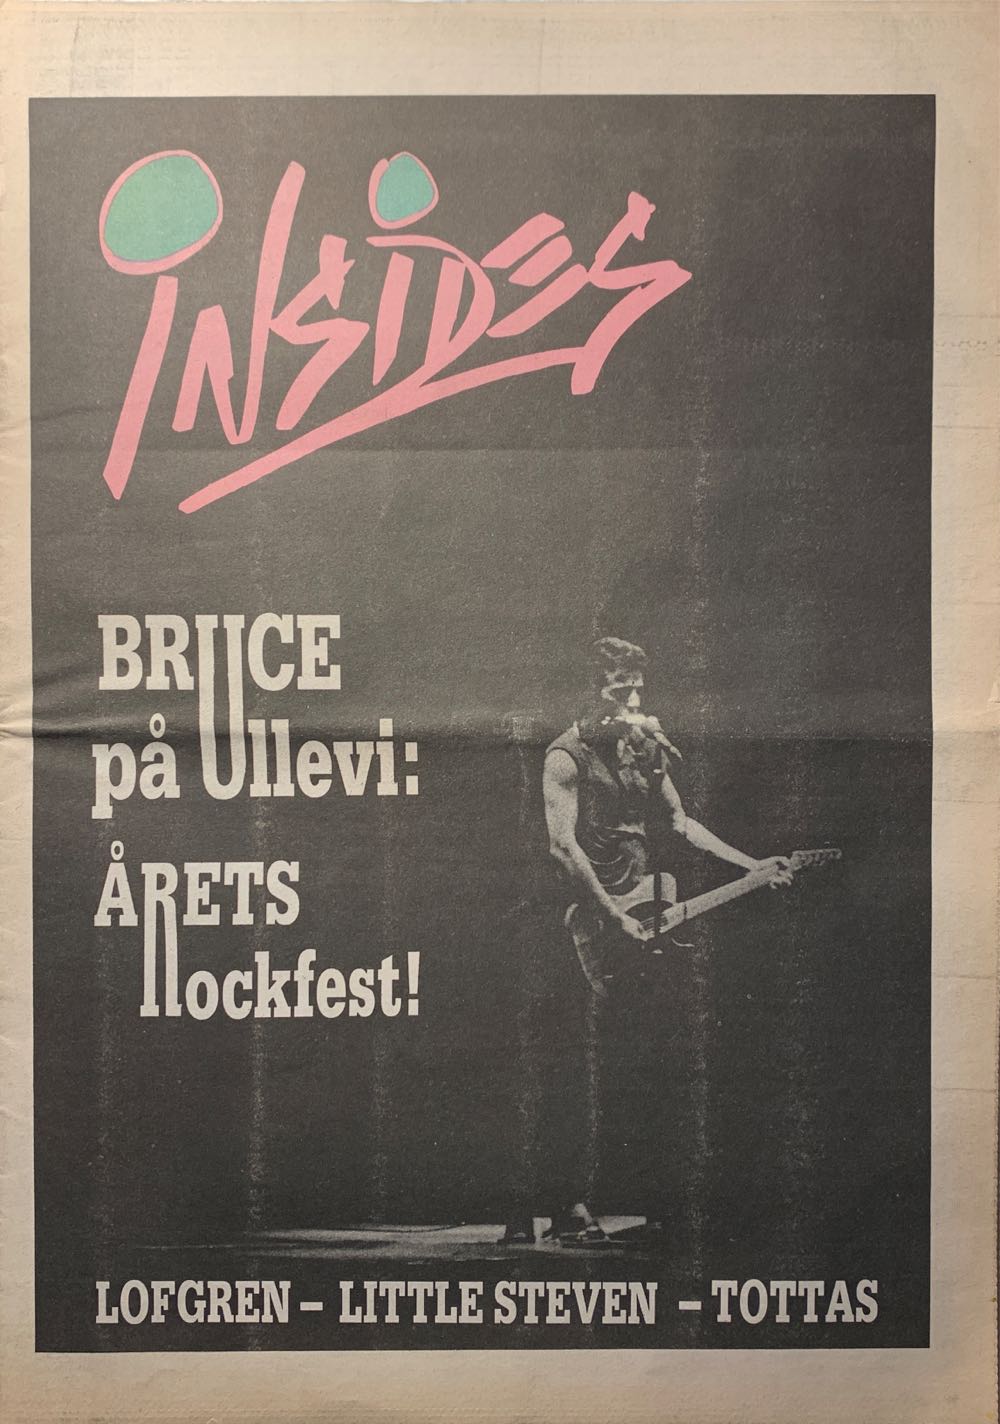 iNSiDES
BRUCE
på Ullevi:
ÅRETS
Rockfest!
LOFGREN – LITTLE STEVEN – TOTTAS